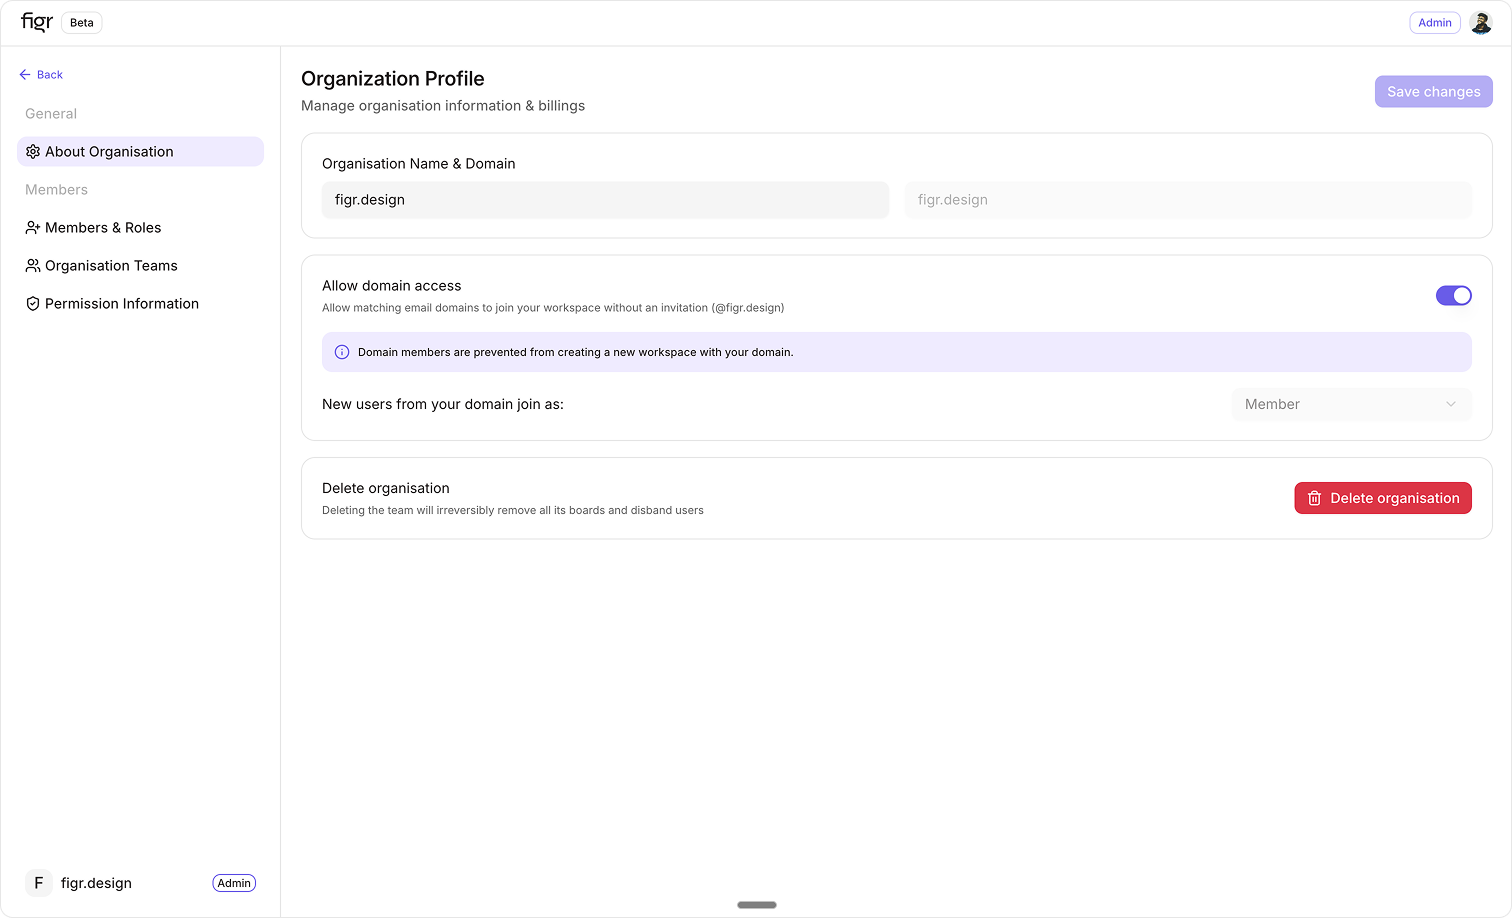 figr Beta
Admin
Back
General
About Organisation
Members
Members & Roles
Organisation Teams
Permission Information
F figr.design Admin
Organization Profile
Manage organisation information & billings
Save changes
Organisation Name & Domain
figr.design
figr.design
Allow domain access
Allow matching email domains to join your workspace without an invitation (@figr.design)
Domain members are prevented from creating a new workspace with your domain.
New users from your domain join as:
Member
Delete organisation
Deleting the team will irreversibly remove all its boards and disband users
Delete organisation